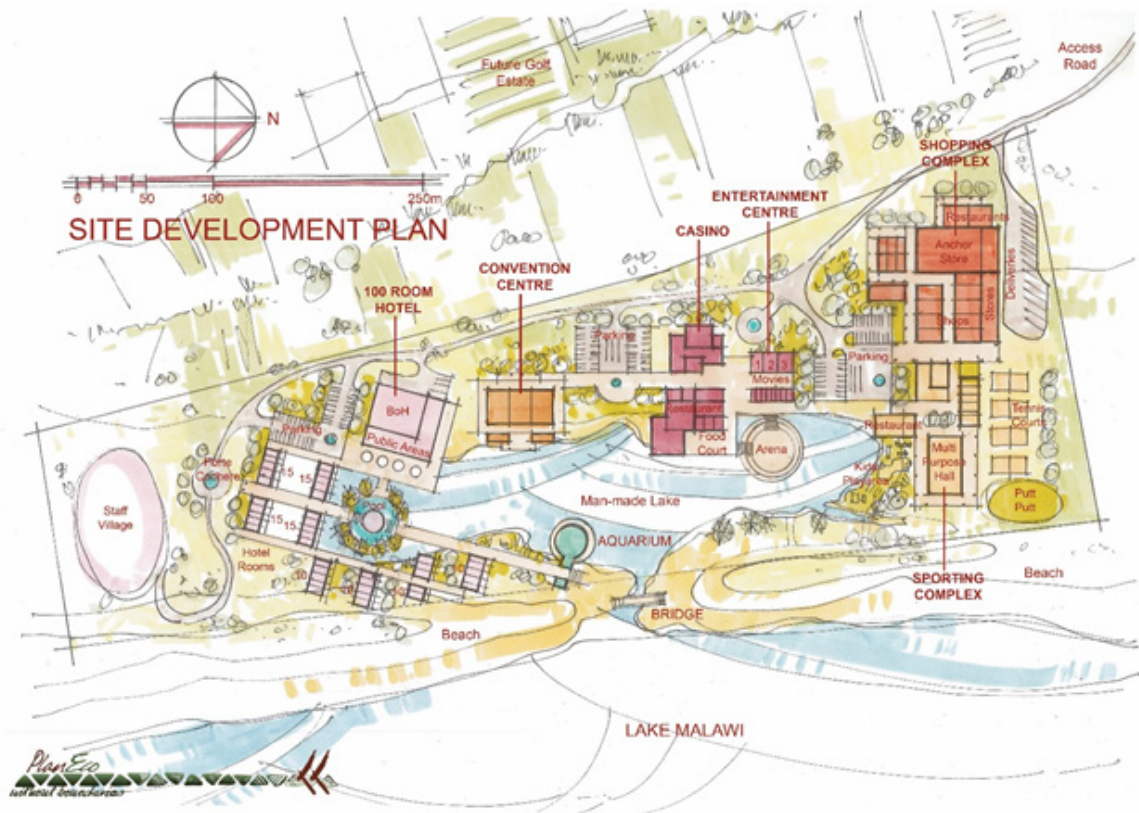 Future Golf
Estate
Access
Road
N
0
50
100
250m
SITE DEVELOPMENT PLAN
SHOPPING
COMPLEX
ENTERTAINMENT
CENTRE
CASINO
CONVENTION
CENTRE
100 ROOM
HOTEL
Restaurants
Anchor
Store
Deliveries
Stores
Shops
Parking
Parking
1 2 3
Movies
BoH
Public Areas
Parking
Restaurant
Food
Court
Arena
Restaurant
Tennis
Courts
Multi
Purpose
Hall
Kids
Putt
Putt
Man-made Lake
15
15
15
15
Staff
Village
Hotel
Rooms
10
AQUARIUM
SPORTING
COMPLEX
Beach
BRIDGE
Beach
LAKE MALAWI
PlanEco